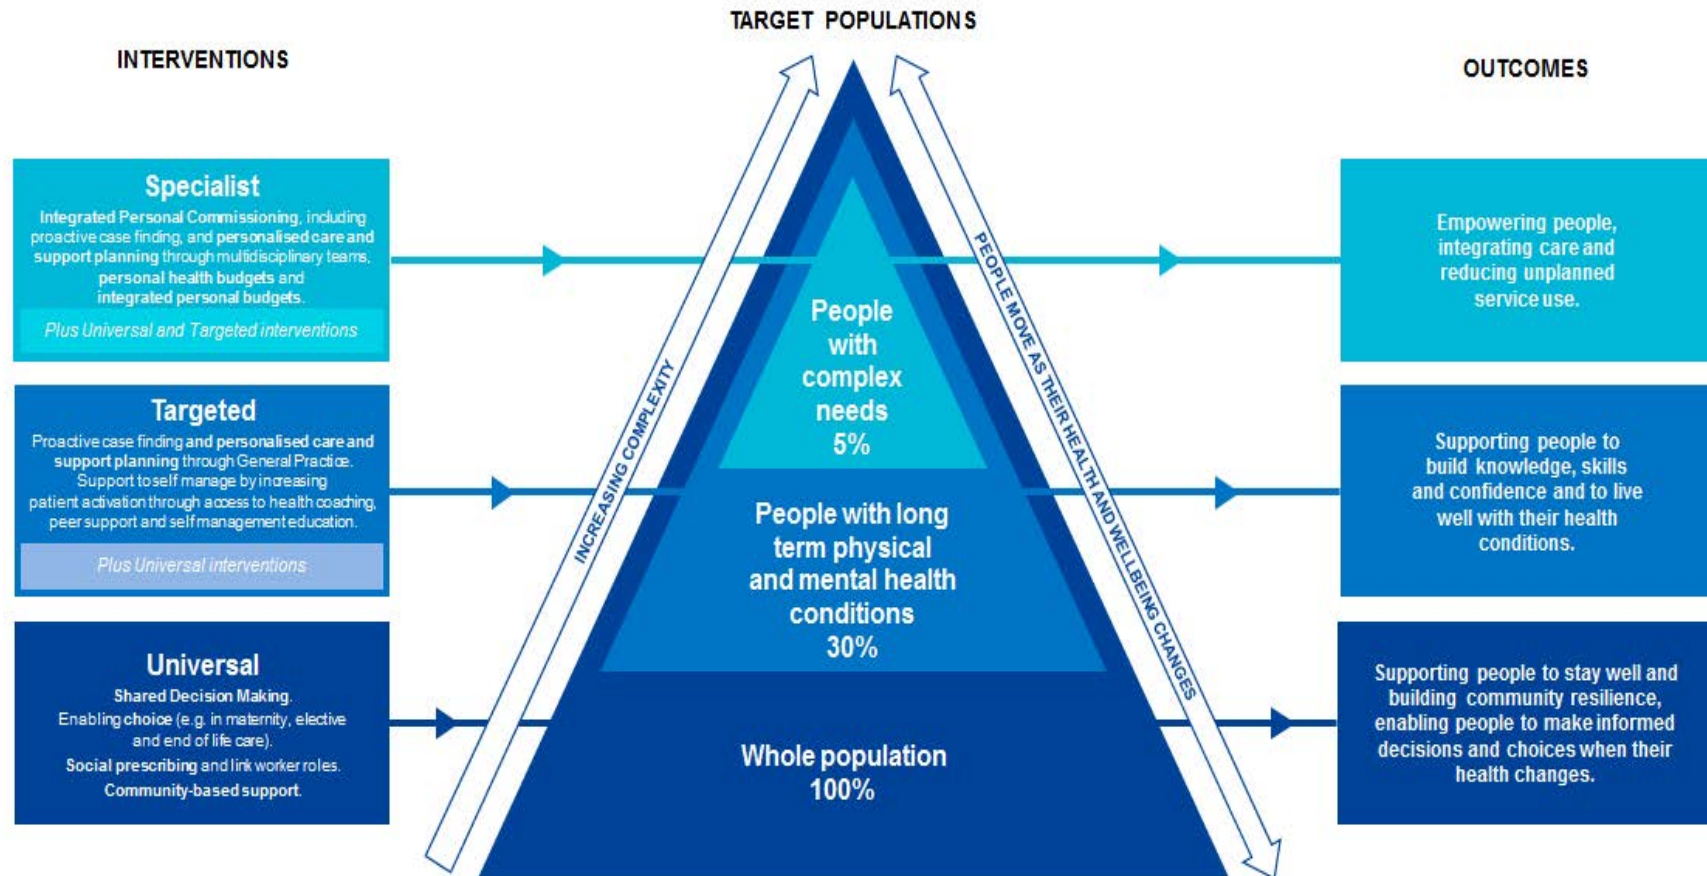 TARGET POPULATIONS
INTERVENTIONS
OUTCOMES
Specialist
Integrated Personal Commissioning, including
proactive case finding, and personalised care and
support planning through multidisciplinary teams,
personal health budgets and
integrated personal budgets.
Plus Universal and Targeted interventions
Targeted
Proactive case finding and personalised care and
support planning through General Practice.
Support to self manage by increasing
patient activation through access to health coaching,
peer support and self management education.
Plus Universal interventions
Universal
Shared Decision Making.
Enabling choice (e.g. in maternity, elective
and end of life care).
Social prescribing and link worker roles.
Community-based support.
INCREASING COMPLEXITY
People
with
complex
needs
5%
People with long
term physical
and mental health
conditions
30%
Whole population
100%
PEOPLE MOVE AS THEIR HEALTH AND WELLBEING CHANGES
Empowering people,
integrating care and
reducing unplanned
service use.
Supporting people to
build knowledge, skills
and confidence and to live
well with their health
conditions.
Supporting people to stay well and
building community resilience,
enabling people to make informed
decisions and choices when their
health changes.